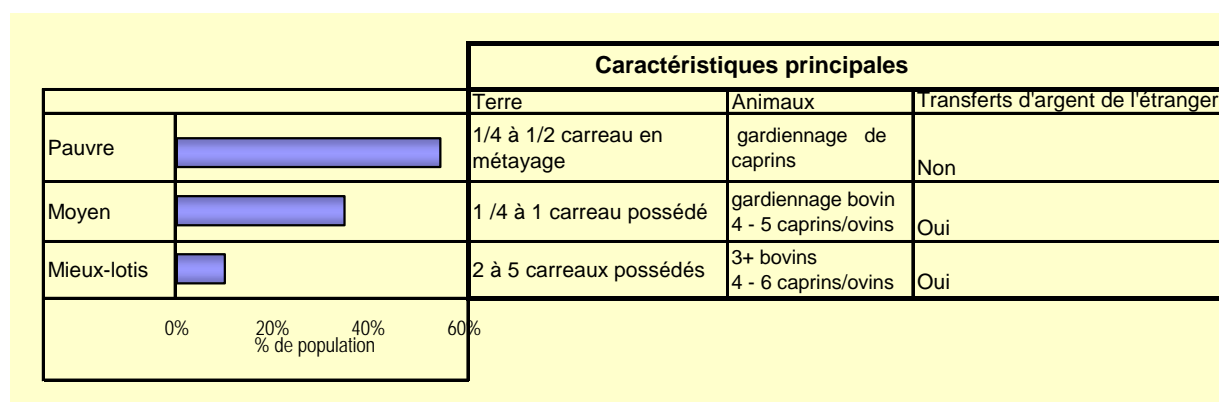 Caractéristiques principales
Terre Animaux Transferts d'argent de l'étranger
Pauvre
1/4 à 1/2 carreau en
métayage
gardiennage de
caprins
Non
Moyen
1 /4 à 1 carreau possédé
gardiennage bovin
4 - 5 caprins/ovins
Oui
Mieux-lotis
2 à 5 carreaux possédés
3+ bovins
4 - 6 caprins/ovins
Oui
0% 20% 40% 60%
% de population